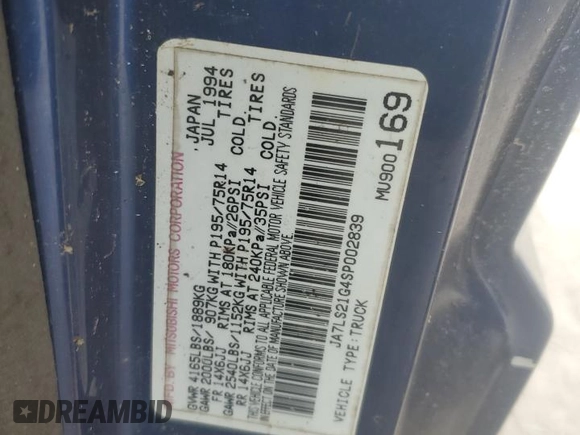 MFD.BY MITSUBISHI MOTORS CORPORATION JAPAN
GVWR 4165LBS/1889KG JUL 1994
GAWR 2000LBS/ 907KG WITH P195/75R14 TIRES
FR 14X6JJ RIMS AT 180KPa//26PSI COLD.
GAWR 2540LBS/1152KG WITH P195/75R14 TIRES
RR 14X6JJ RIMS AT 240KPa//35PSI COLD.
THIS VEHICLE CONFORMS TO ALL APPLICABLE FEDERAL MOTOR VEHICLE SAFETY STANDARDS
IN EFFECT ON THE DATE OF MANUFACTURE SHOWN ABOVE.
JA7LS21G4SP002839
VEHICLE TYPE:TRUCK MU900169
DREAMBID